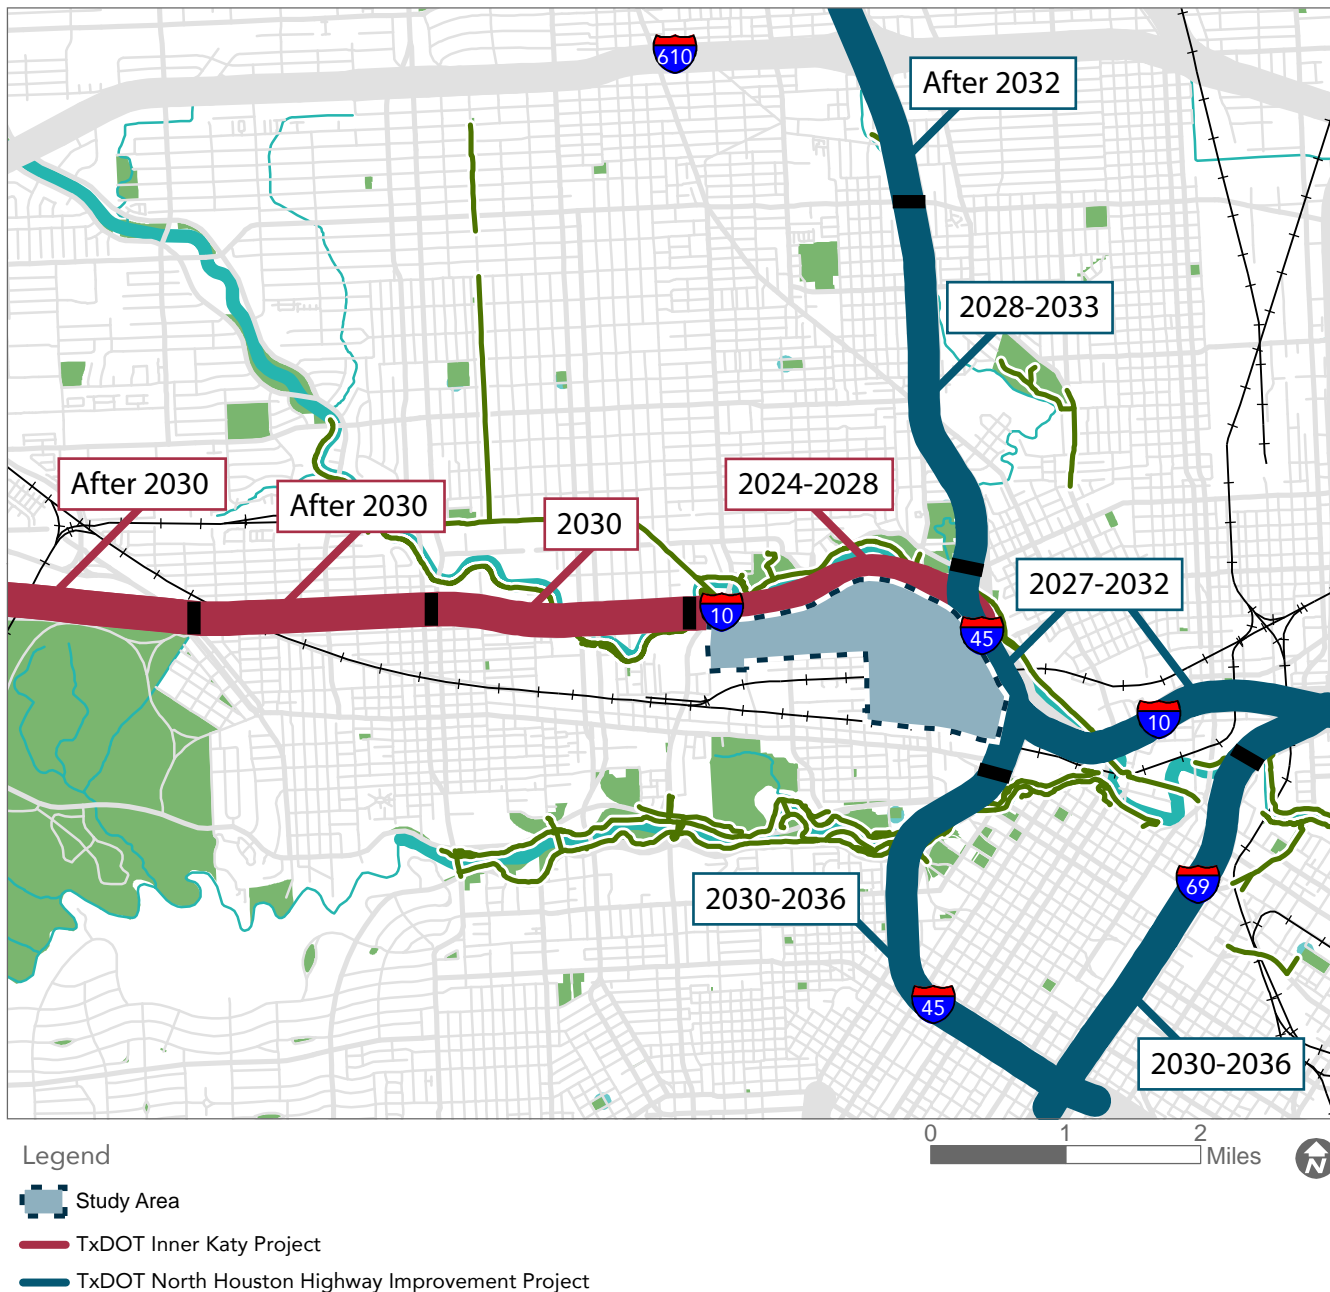 610
After 2032
2028-2033
After 2030
After 2030
2030
2024-2028
2027-2032
10
45
10
2030-2036
69
45
2030-2036
0 1 2
Miles
N
Legend
Study Area
TxDOT Inner Katy Project
TxDOT North Houston Highway Improvement Project